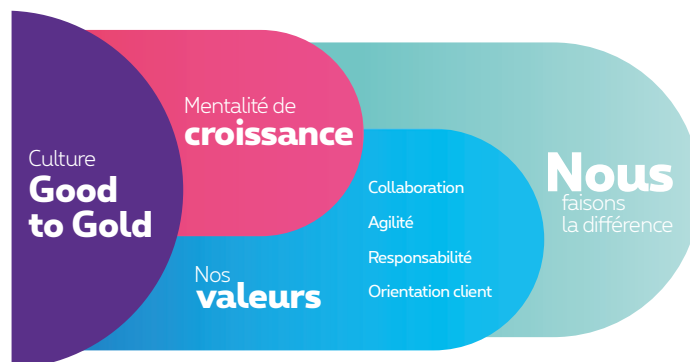 Culture
Good
to Gold
Mentalité de
croissance
Nos
valeurs
Collaboration
Agilité
Responsabilité
Orientation client
Nous
faisons
la différence